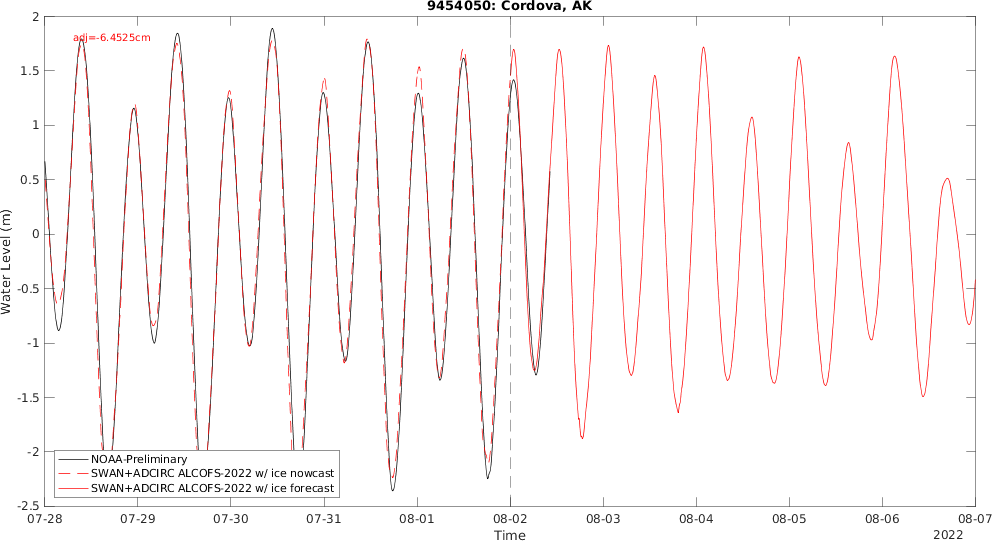 9454050: Cordova, AK
adj=-6.4525cm
Water Level (m)
2
1.5
1
0.5
0
-0.5
-1
-1.5
-2
-2.5
NOAA-Preliminary
SWAN+ADCIRC ALCOFS-2022 w/ ice nowcast
SWAN+ADCIRC ALCOFS-2022 w/ ice forecast
07-28 07-29 07-30 07-31 08-01 08-02 08-03 08-04 08-05 08-06 08-07
Time
2022